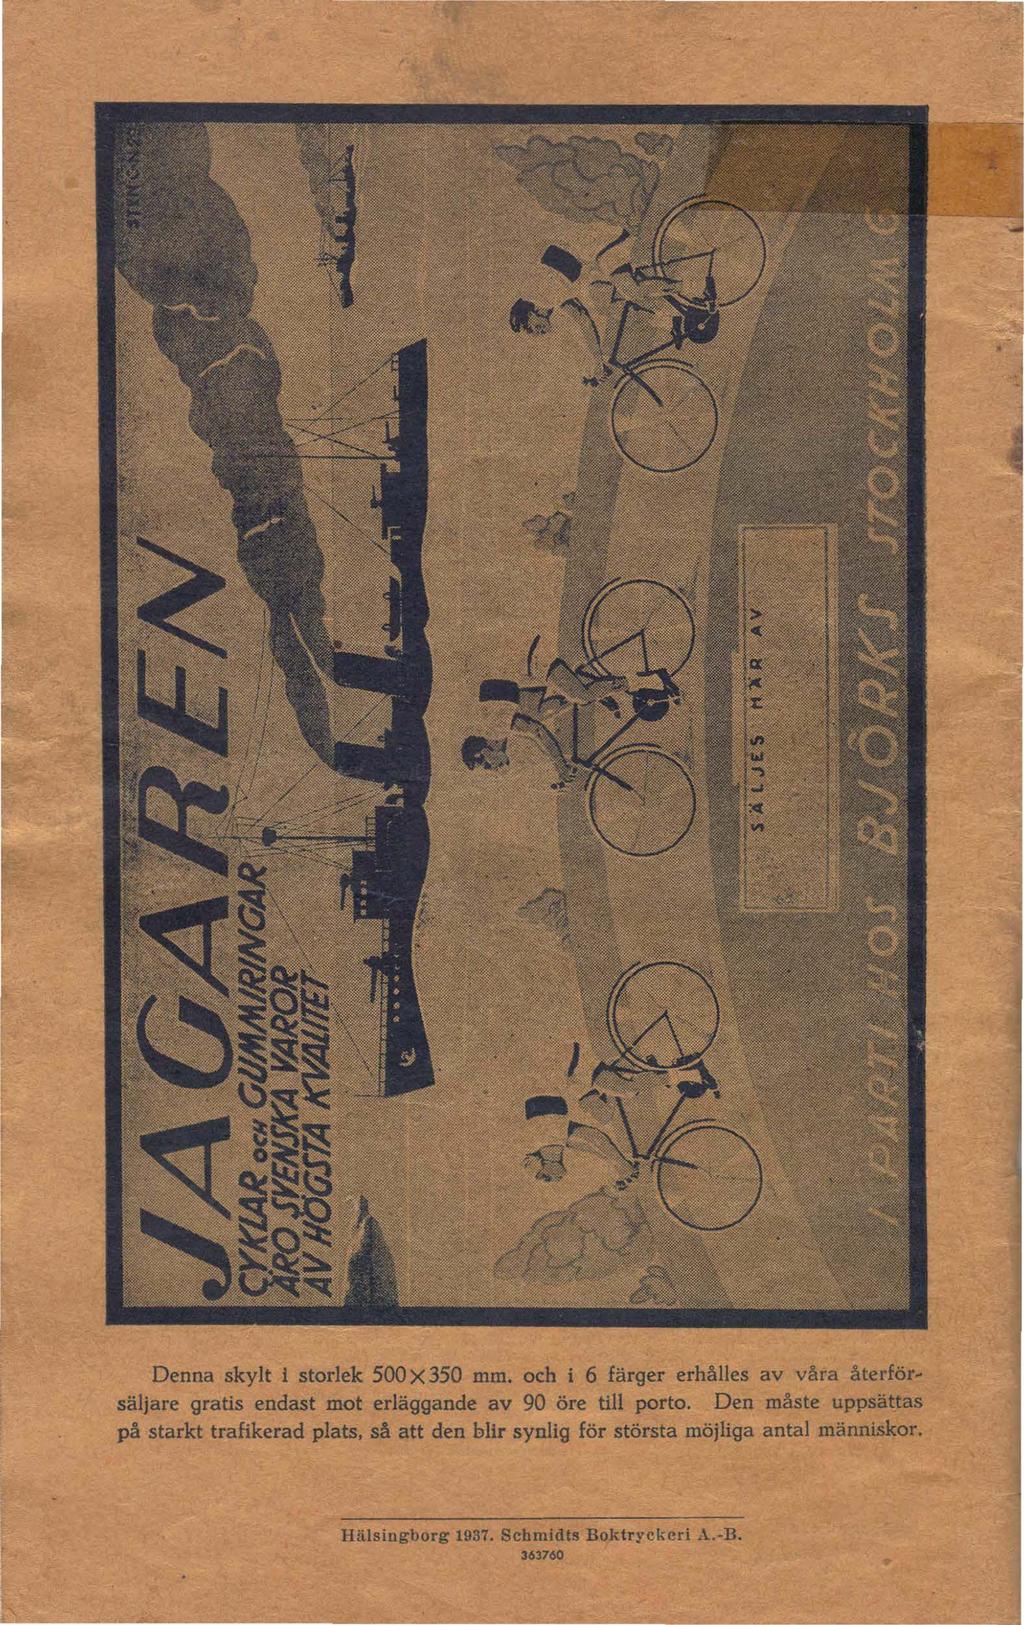 STEN C-N 29
JAGAREN
CYKLAR OCH GUMMIRINGAR
ÄRO SVENSKA VAROR
AV HÖGSTA KVALITET
SÄLJES HÄR AV
I PARTI HOS BJÖRKS STOCKHOLM
Denna skylt i storlek 500×350 mm. och i 6 färger erhålles av våra återför-
säljare gratis endast mot erläggande av 90 öre till porto. Den måste uppsättas
på starkt trafikerad plats, så att den blir synlig för största möjliga antal människor.
Hälsingborg 1937. Schmidts Boktryckeri A.-B.
363760